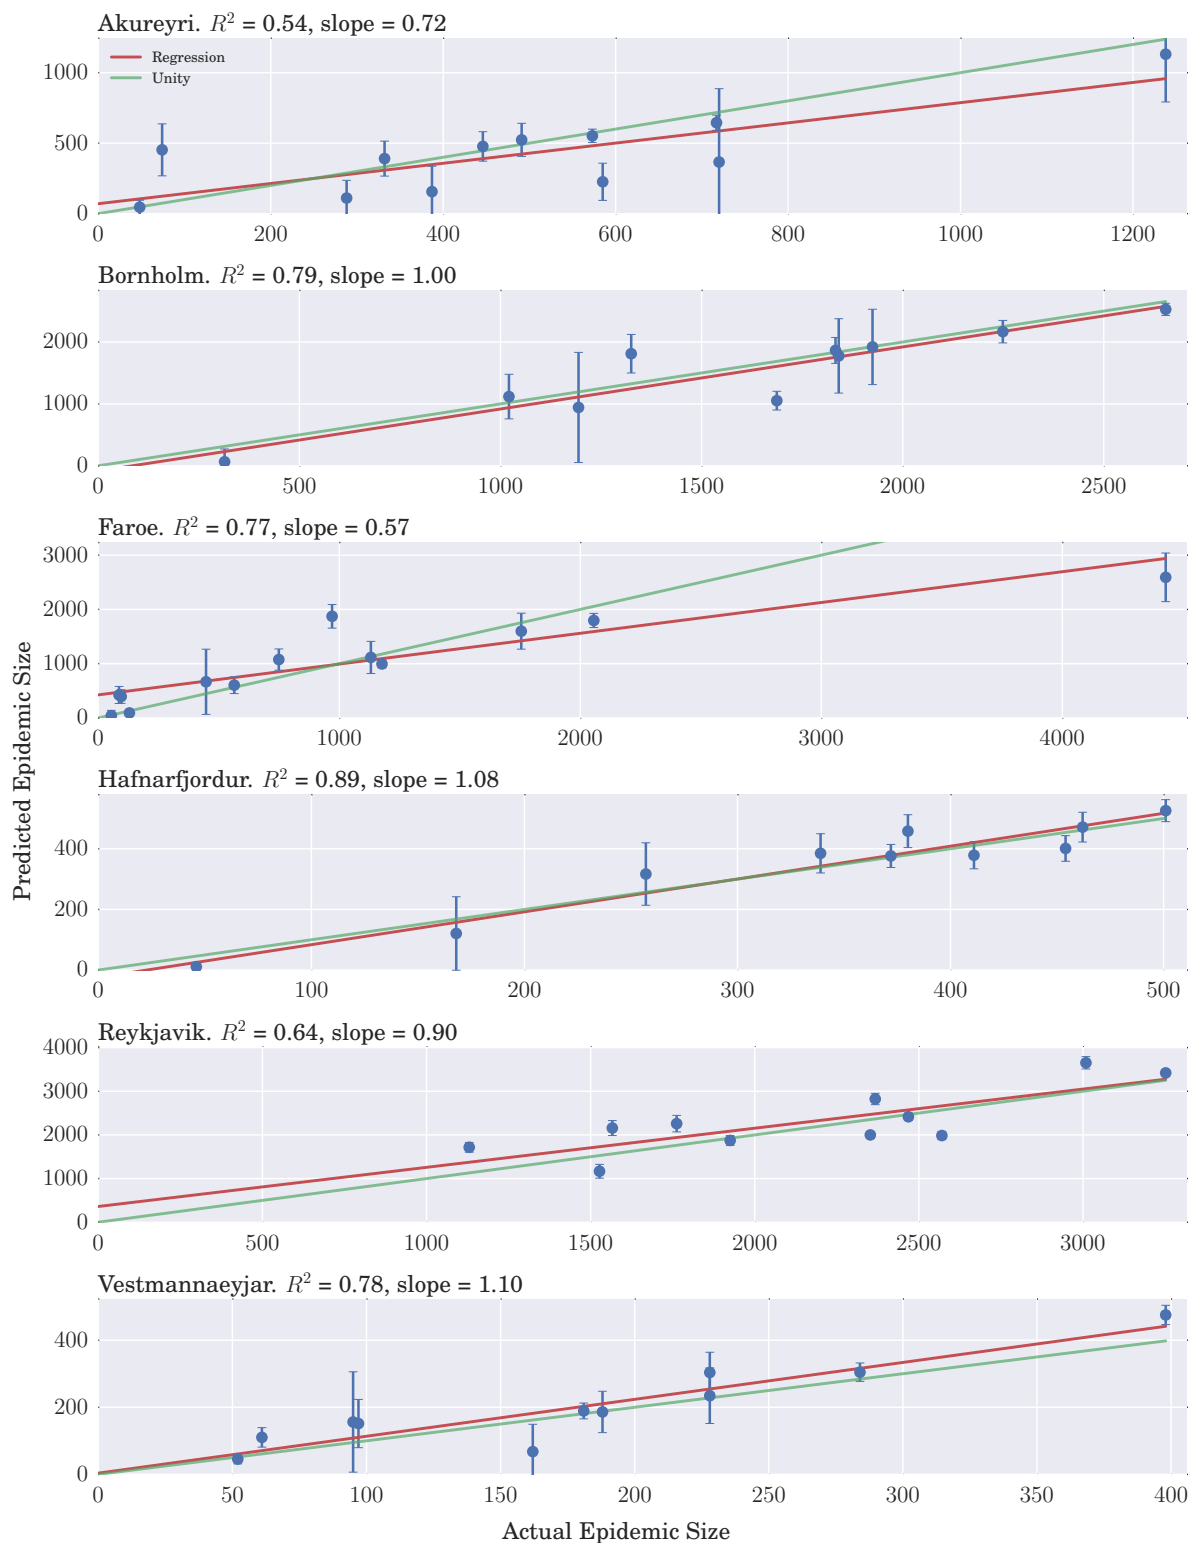 Akureyri. R² = 0.54, slope = 0.72
Regression
Unity
1000
500
0
0 200 400 600 800 1000 1200
Bornholm. R² = 0.79, slope = 1.00
2000
1000
0
0 500 1000 1500 2000 2500
Faroe. R² = 0.77, slope = 0.57
3000
2000
1000
0
0 1000 2000 3000 4000
Predicted Epidemic Size
Hafnarfjordur. R² = 0.89, slope = 1.08
400
200
0
0 100 200 300 400 500
Reykjavik. R² = 0.64, slope = 0.90
4000
3000
2000
1000
0
0 500 1000 1500 2000 2500 3000
Vestmannaeyjar. R² = 0.78, slope = 1.10
400
200
0
0 50 100 150 200 250 300 350 400
Actual Epidemic Size